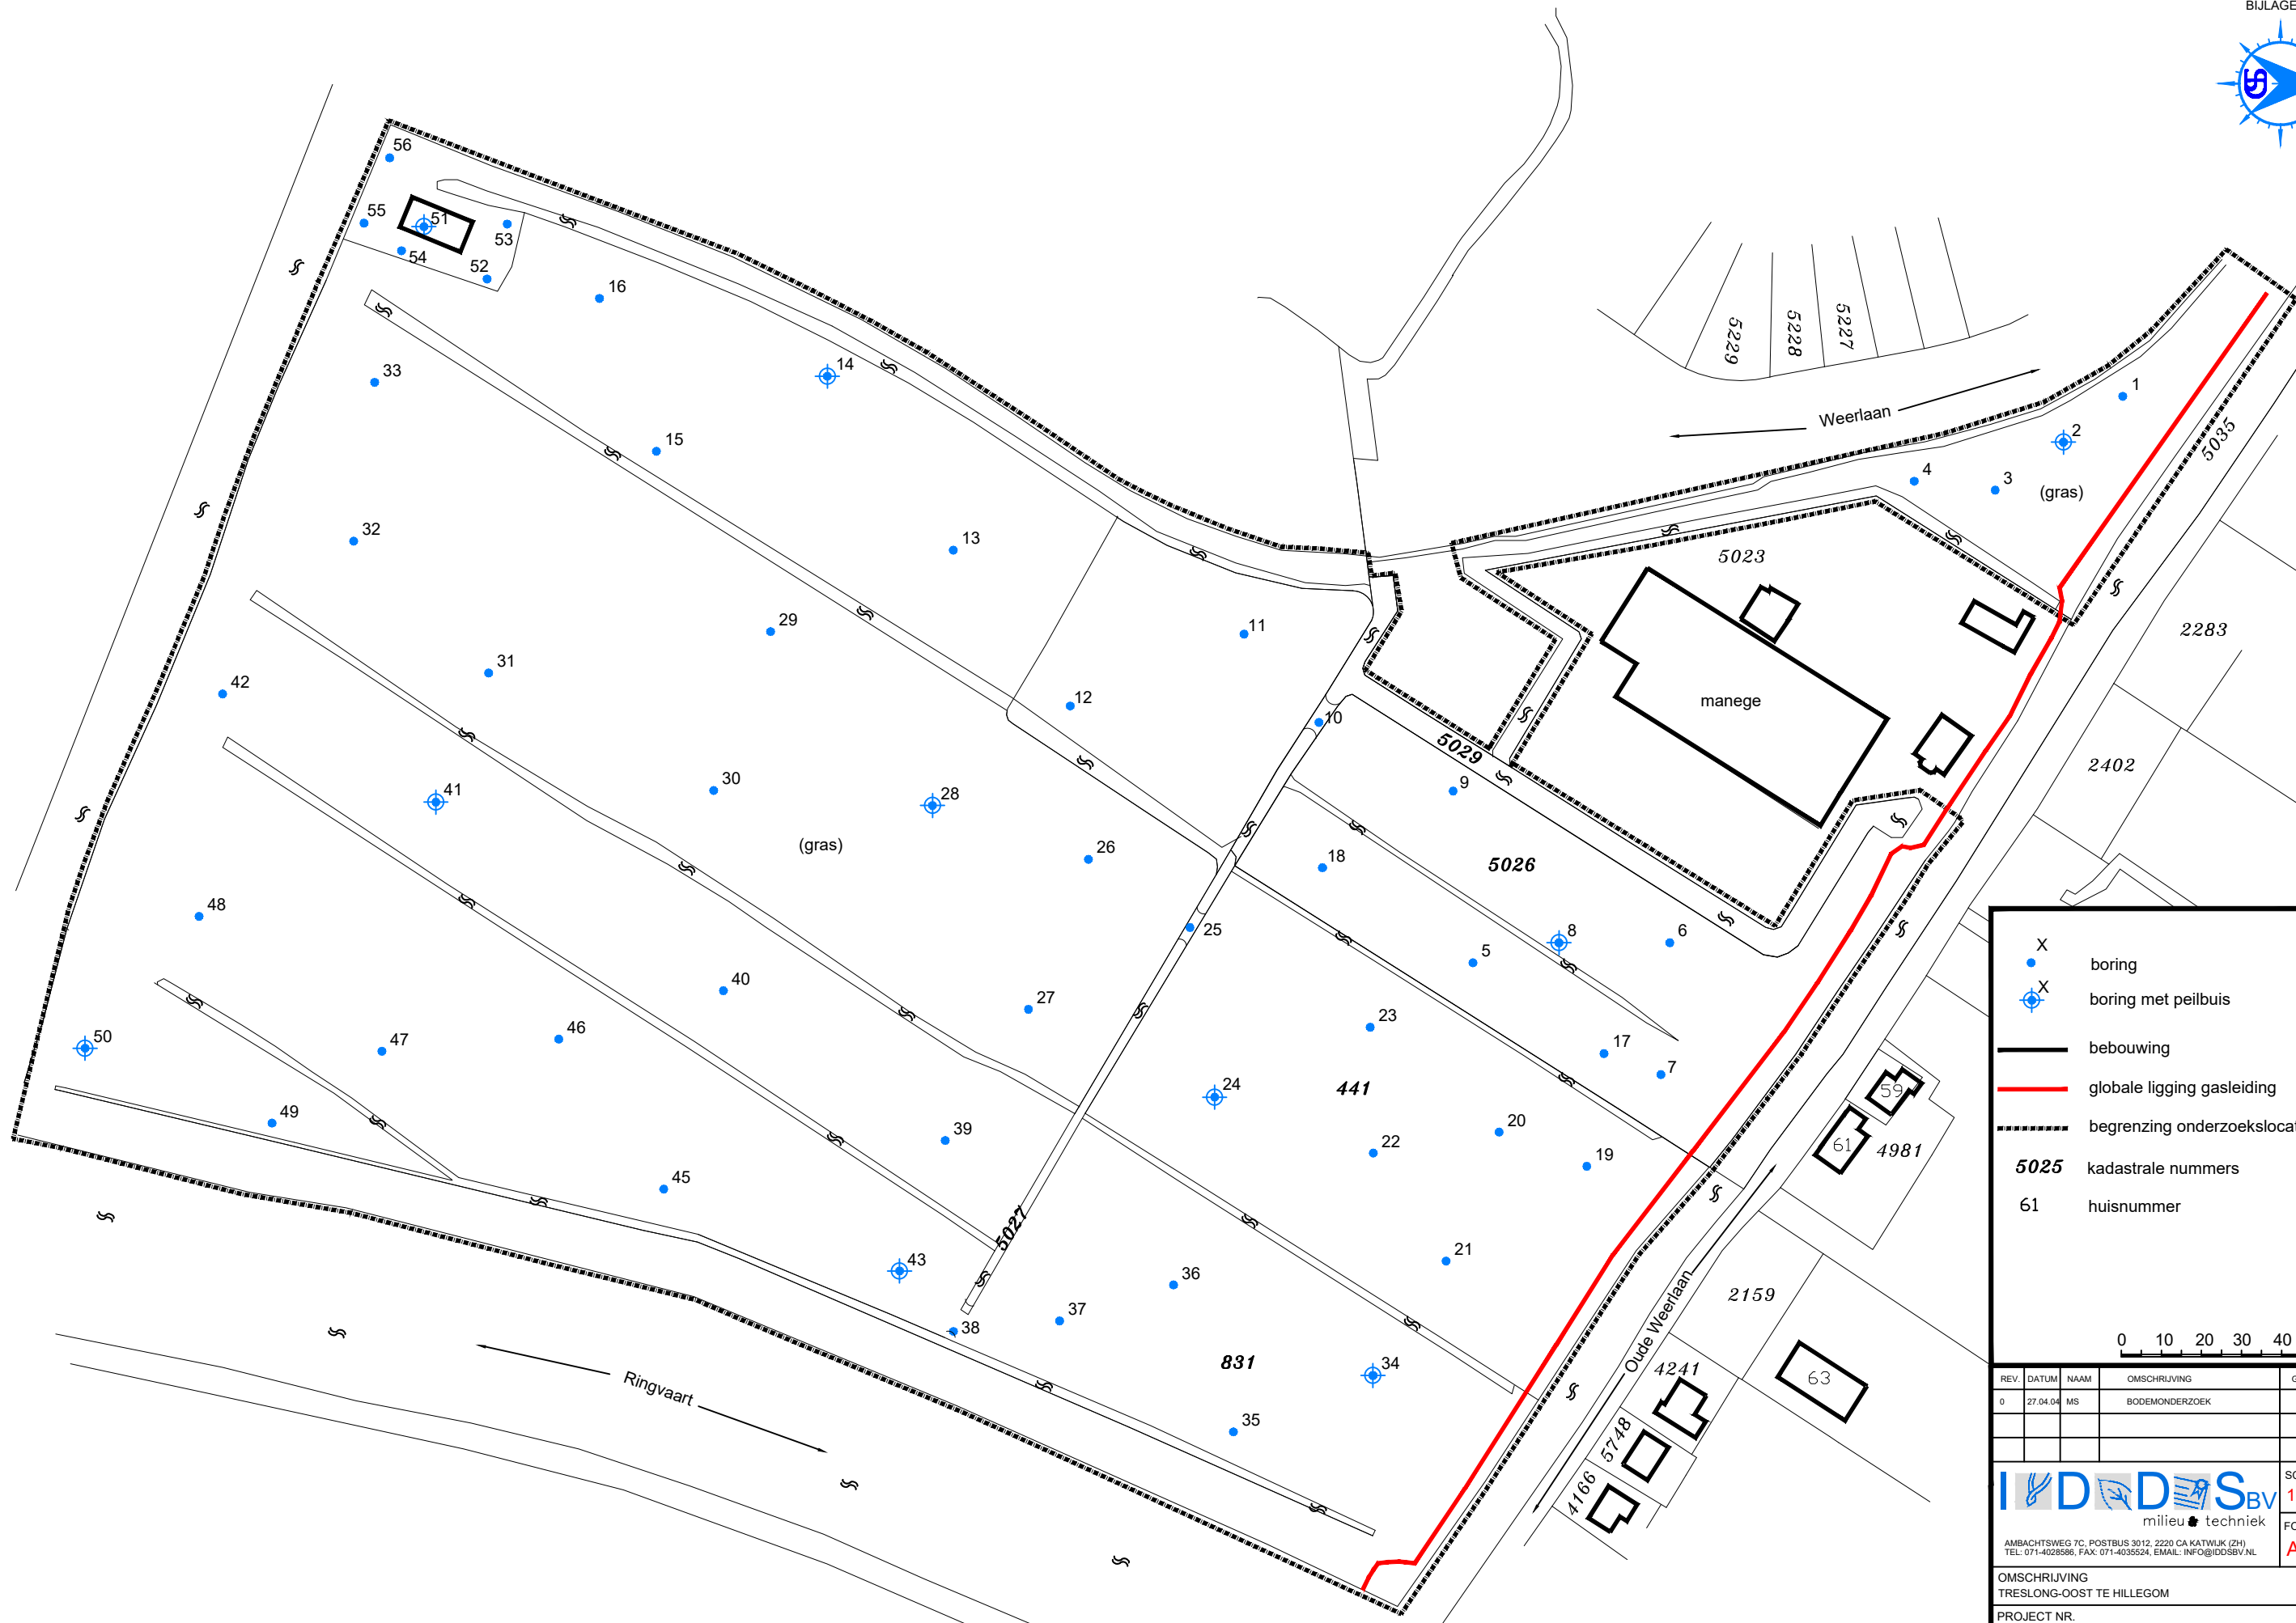 BIJLAGE
56
55
51
53
54
52
16
14
33
15
32
13
29
31
11
42
12
10
41
30
28
(gras)
26
9
18
48
25
5026
8
6
5
40
27
23
17
7
50
47
46
24
441
20
49
39
22
19
45
5027
43
36
21
37
38
831
34
35
5229
5228
5227
Weerlaan
1
2
4
3
(gras)
5035
5023
manege
5029
2283
2402
59
61
4981
2159
Oude Weerlaan
4241
63
5748
4166
Ringvaart
X
boring
X
boring met peilbuis
bebouwing
globale ligging gasleiding
begrenzing onderzoekslocat
5025 kadastrale nummers
61 huisnummer
0 10 20 30 40
REV. DATUM NAAM OMSCHRIJVING
0 27.04.04 MS BODEMONDERZOEK
IDDS BV
milieu techniek
AMBACHTSWEG 7C, POSTBUS 3012, 2220 CA KATWIJK (ZH)
TEL: 071-4028586, FAX: 071-4035524, EMAIL: INFO@IDDSBV.NL
OMSCHRIJVING
TRESLONG-OOST TE HILLEGOM
PROJECT NR.